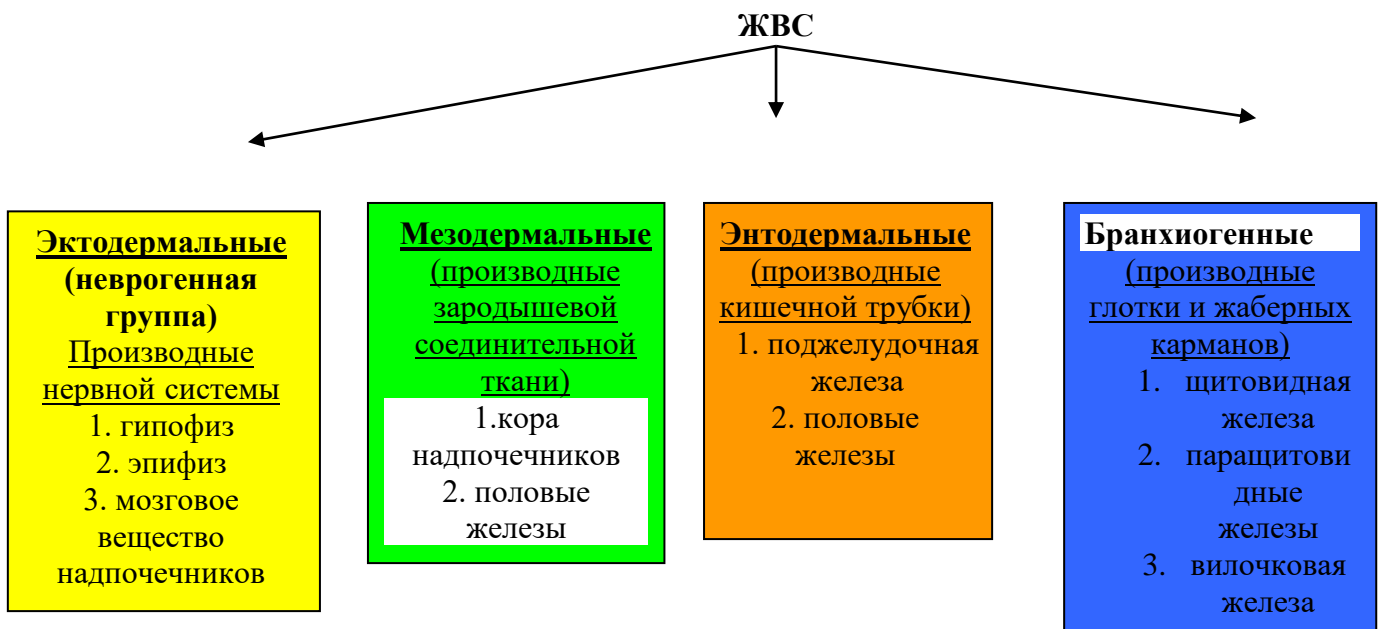 ЖВС
Эктодермальные
(неврогенная
группа)
Производные
нервной системы
1. гипофиз
2. эпифиз
3. мозговое
вещество
надпочечников
Мезодермальные
(производные
зародышевой
соединительной
ткани)
1.кора
надпочечников
2. половые
железы
Энтодермальные
(производные
кишечной трубки)
1. поджелудочная
железа
2. половые
железы
Бранхиогенные
(производные
глотки и жаберных
карманов)
1. щитовидная
железа
2. паращитови
дные
железы
3. вилочковая
железа